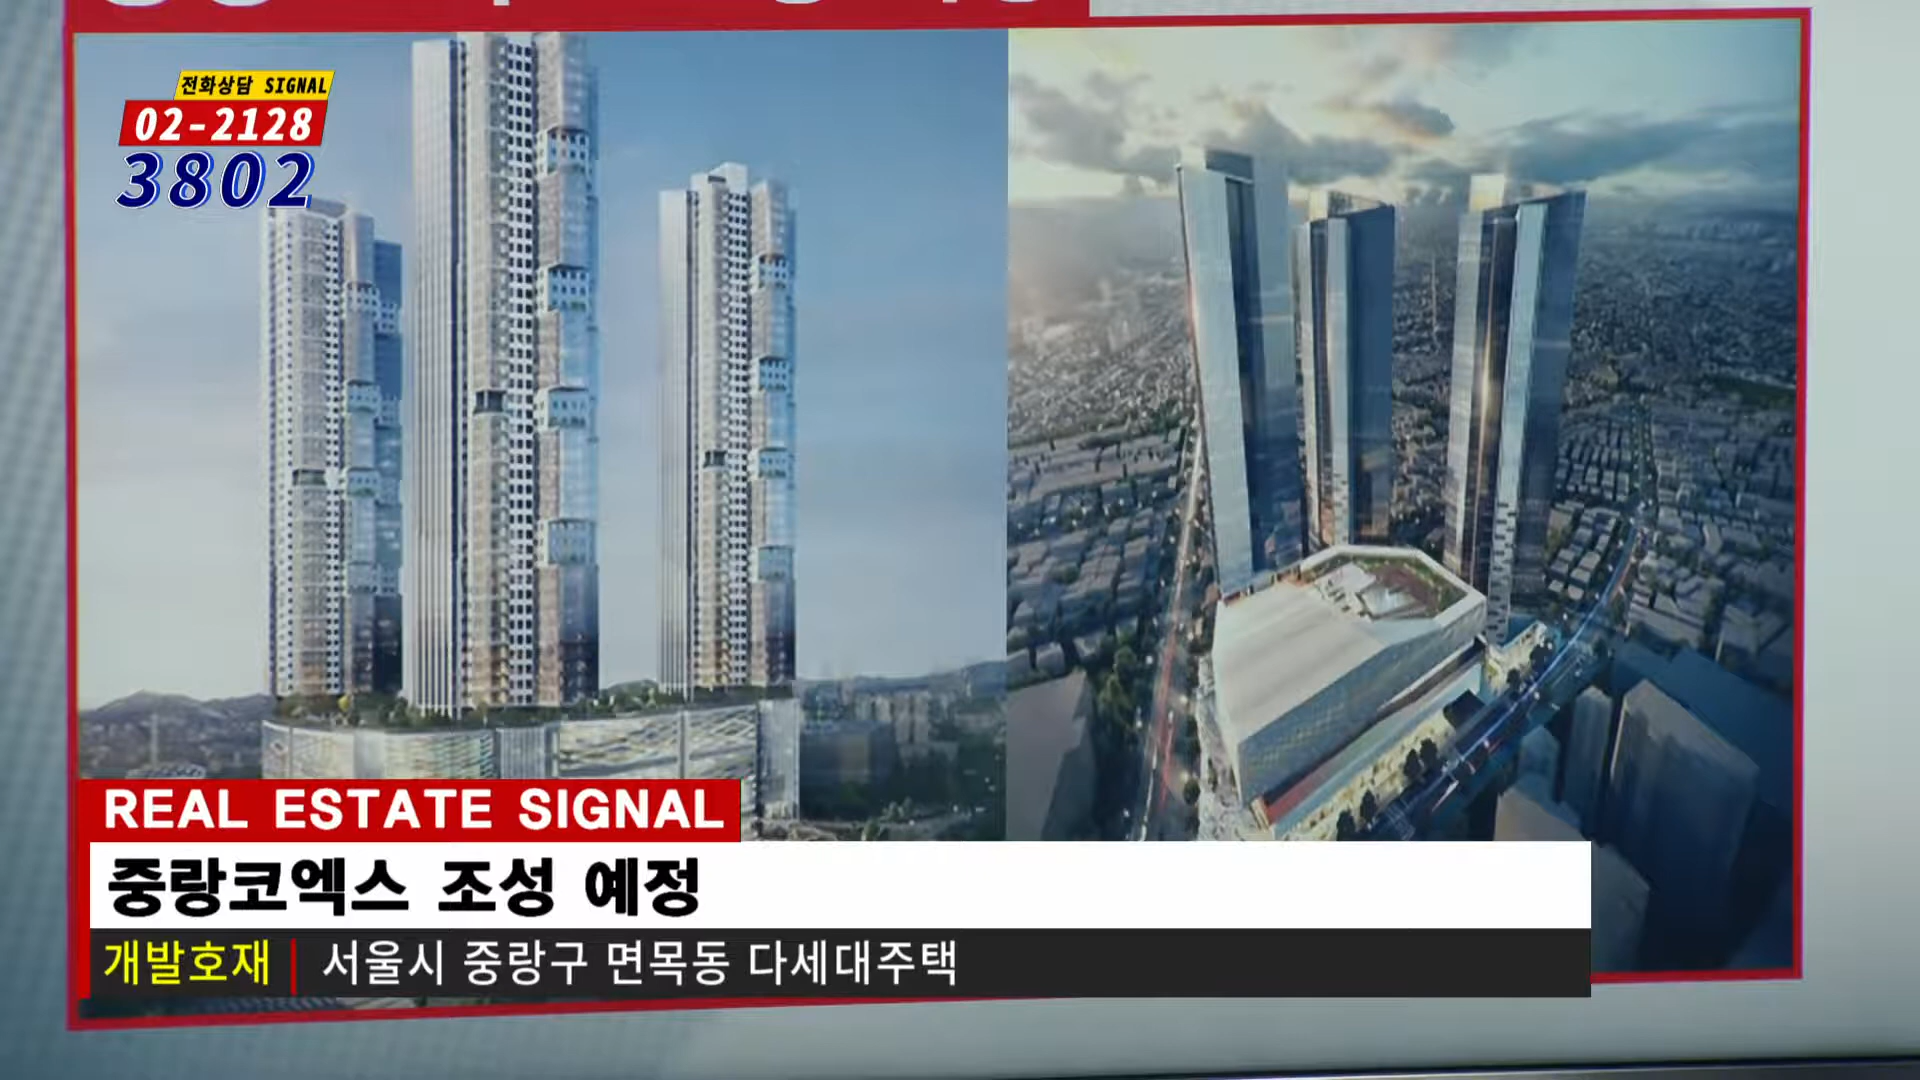 전화상담 SIGNAL
02-2128
3802
REAL ESTATE SIGNAL
중랑코엑스 조성 예정
개발호재 | 서울시 중랑구 면목동 다세대주택